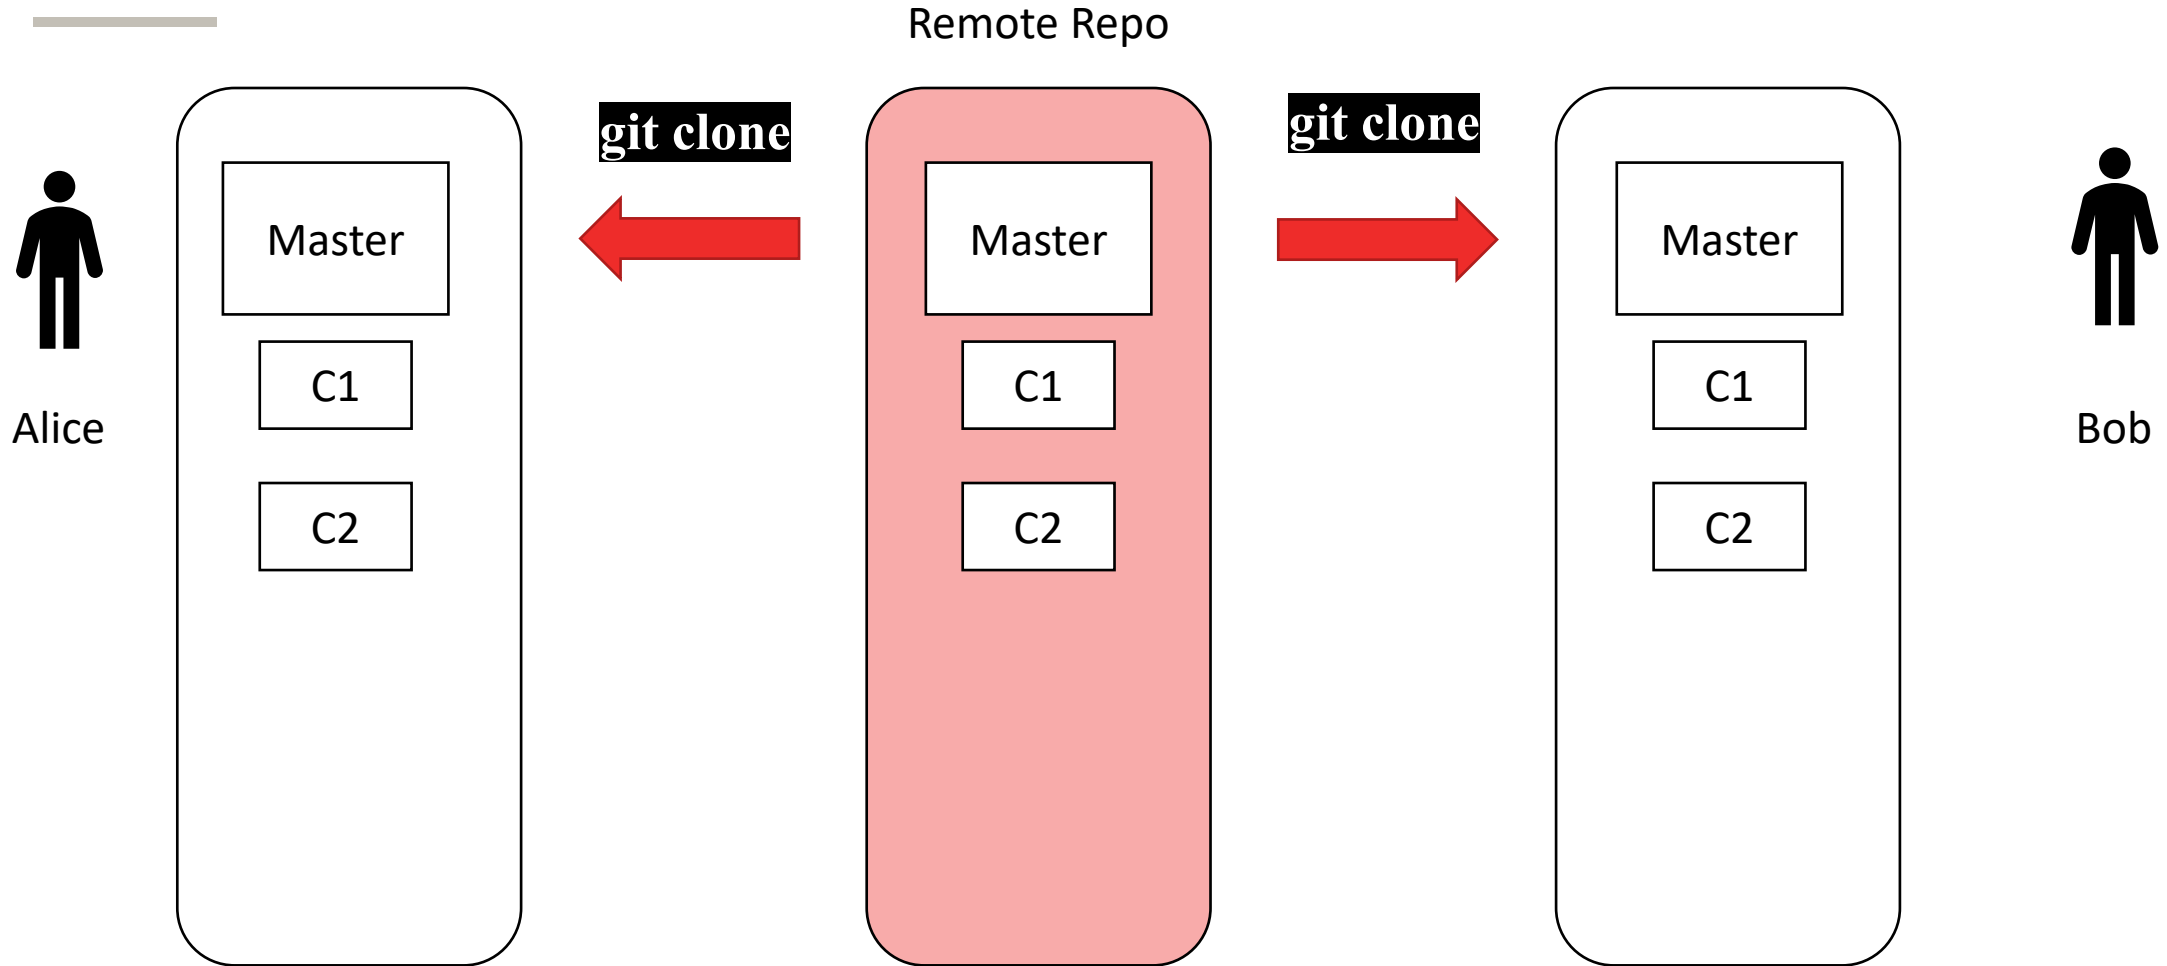 Remote Repo
git clone
git clone
Master
Master
Master
C1
C1
C1
Alice
Bob
C2
C2
C2